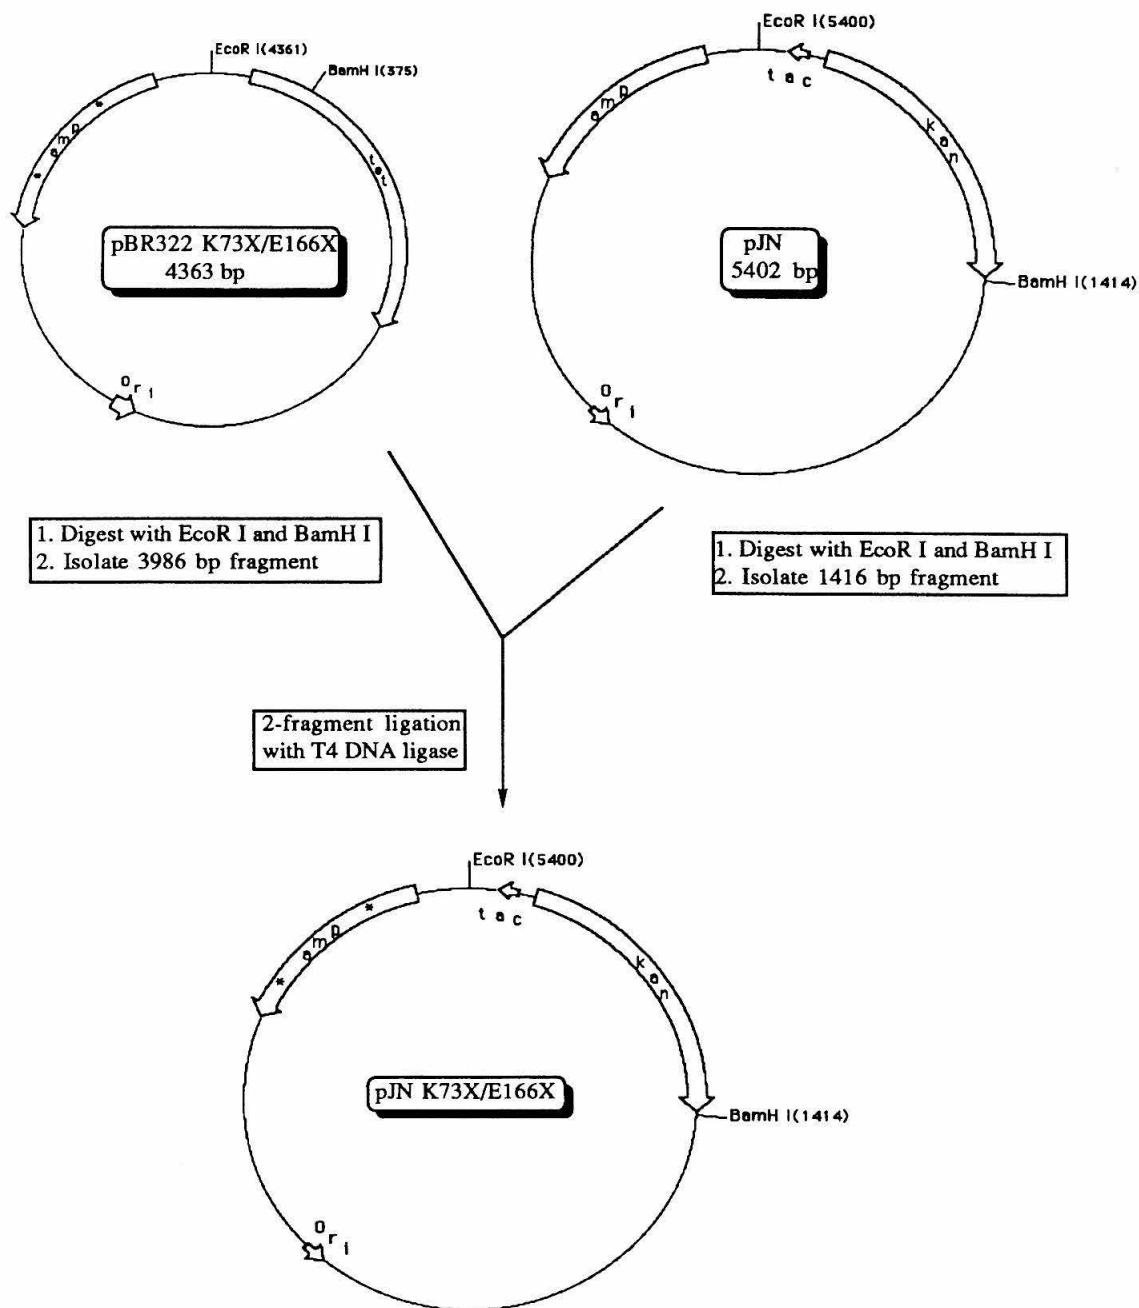 EcoR I(4361)
BamH I(375)
* amp *
tet
pBR322 K73X/E166X
4363 bp
ori
EcoR I(5400)
tac
amp
kan
pJN
5402 bp
BamH I(1414)
ori
1. Digest with EcoR I and BamH I
2. Isolate 3986 bp fragment
1. Digest with EcoR I and BamH I
2. Isolate 1416 bp fragment
2-fragment ligation
with T4 DNA ligase
EcoR I(5400)
tac
* amp *
kan
pJN K73X/E166X
BamH I(1414)
ori